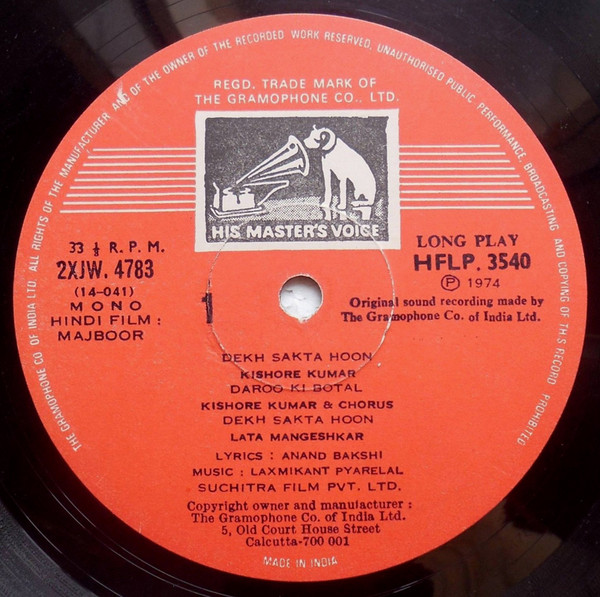 THE GRAMOPHONE CO OF INDIA LTD. ALL RIGHTS OF THE MANUFACTURER AND OF THE OWNER OF THE RECORDED WORK RESERVED, UNAUTHORISED PUBLIC PERFORMANCE, BROADCASTING AND COPYING OF THIS RECORD PROHIBITED
REGD. TRADE MARK OF
THE GRAMOPHONE CO., LTD.
HIS MASTER'S VOICE
33 ⅓ R. P. M.
2XJW. 4783
(14-041)
MONO
HINDI FILM :
MAJBOOR
1
LONG PLAY
HFLP. 3540
Ⓟ 1974
Original sound recording made by
The Gramophone Co. of India Ltd.
DEKH SAKTA HOON
KISHORE KUMAR
DAROO KI BOTAL
KISHORE KUMAR & CHORUS
DEKH SAKTA HOON
LATA MANGESHKAR
LYRICS : ANAND BAKSHI
MUSIC : LAXMIKANT PYARELAL
SUCHITRA FILM PVT. LTD.
Copyright owner and manufacturer :
The Gramophone Co. of India Ltd.
5, Old Court House Street
Calcutta-700 001
MADE IN INDIA